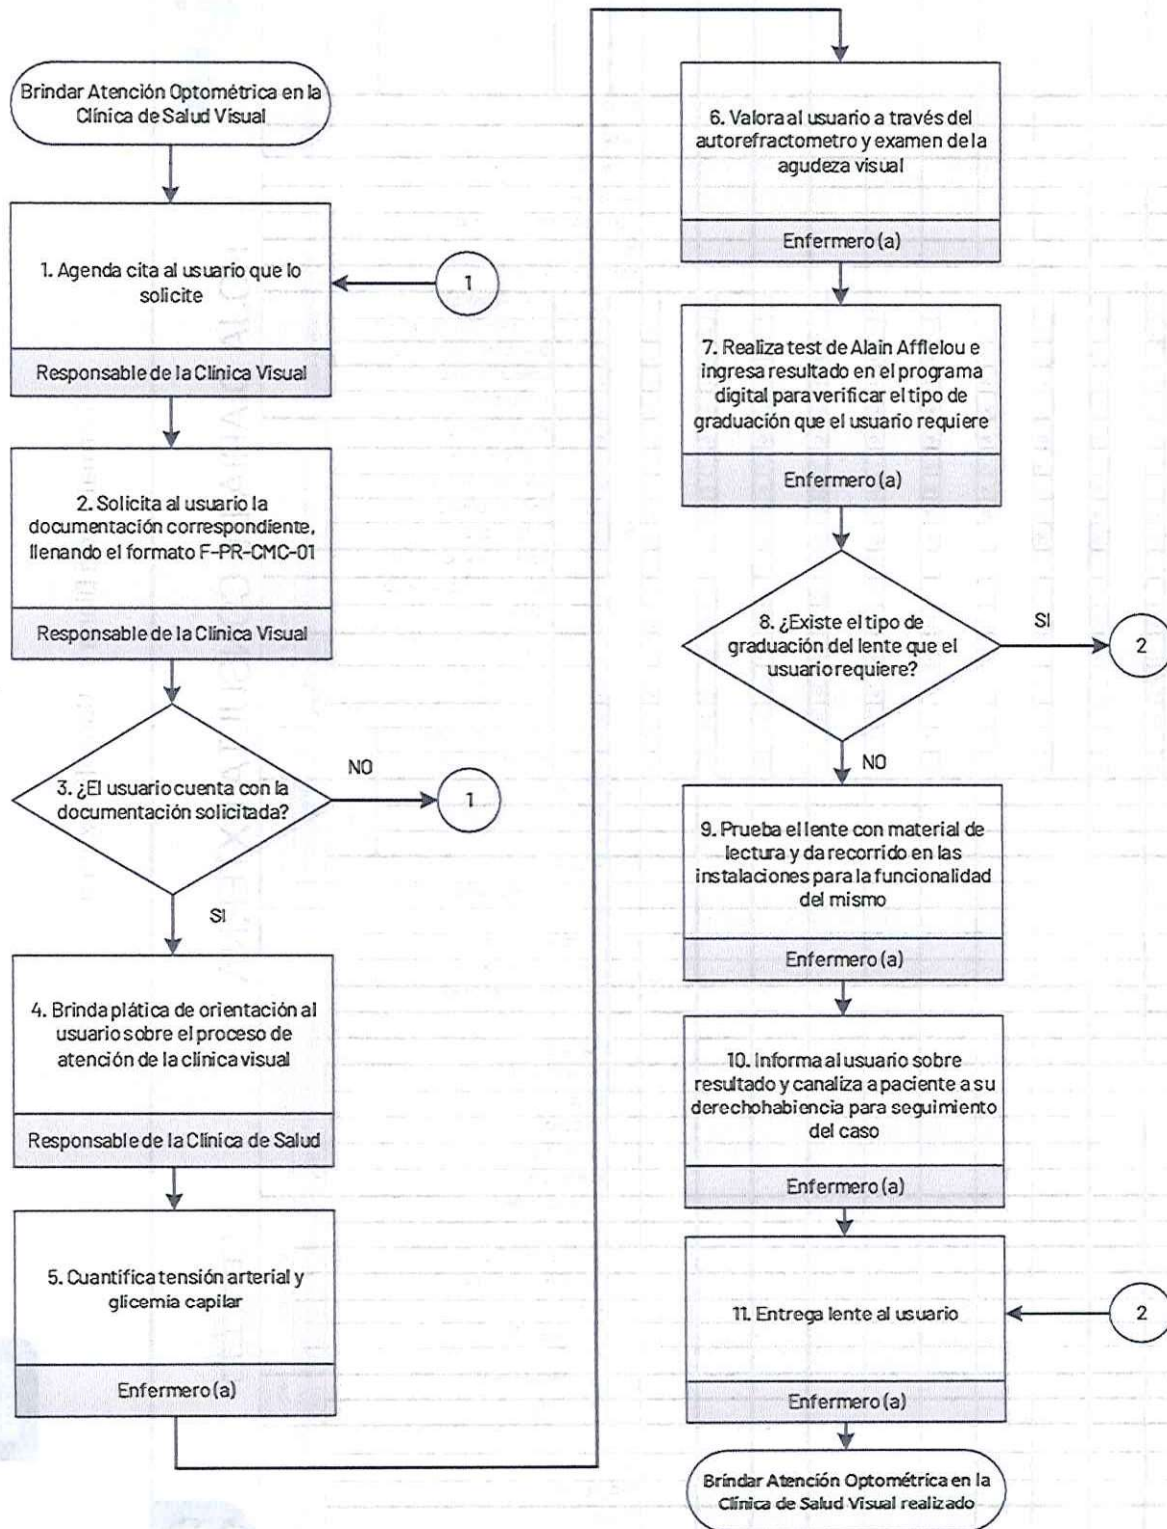 Brindar Atención Optométrica en la
Clínica de Salud Visual
1. Agenda cita al usuario que lo
solicite
1
Responsable de la Clínica Visual
2. Solicita al usuario la
documentación correspondiente,
llenando el formato F-PR-CMC-01
Responsable de la Clínica Visual
3. ¿El usuario cuenta con la
documentación solicitada?
NO
1
SI
4. Brinda plática de orientación al
usuario sobre el proceso de
atención de la clínica visual
Responsable de la Clínica de Salud
5. Cuantifica tensión arterial y
glicemia capilar
Enfermero (a)
6. Valora al usuario a través del
autorefractometro y examen de la
agudeza visual
Enfermero (a)
7. Realiza test de Alain Afflelou e
ingresa resultado en el programa
digital para verificar el tipo de
graduación que el usuario requiere
Enfermero (a)
8. ¿Existe el tipo de
graduación del lente que el
usuario requiere?
SI
2
NO
9. Prueba el lente con material de
lectura y da recorrido en las
instalaciones para la funcionalidad
del mismo
Enfermero (a)
10. Informa al usuario sobre
resultado y canaliza a paciente a su
derechohabiencia para seguimiento
del caso
Enfermero (a)
11. Entrega lente al usuario
2
Enfermero (a)
Brindar Atención Optométrica en la
Clínica de Salud Visual realizado